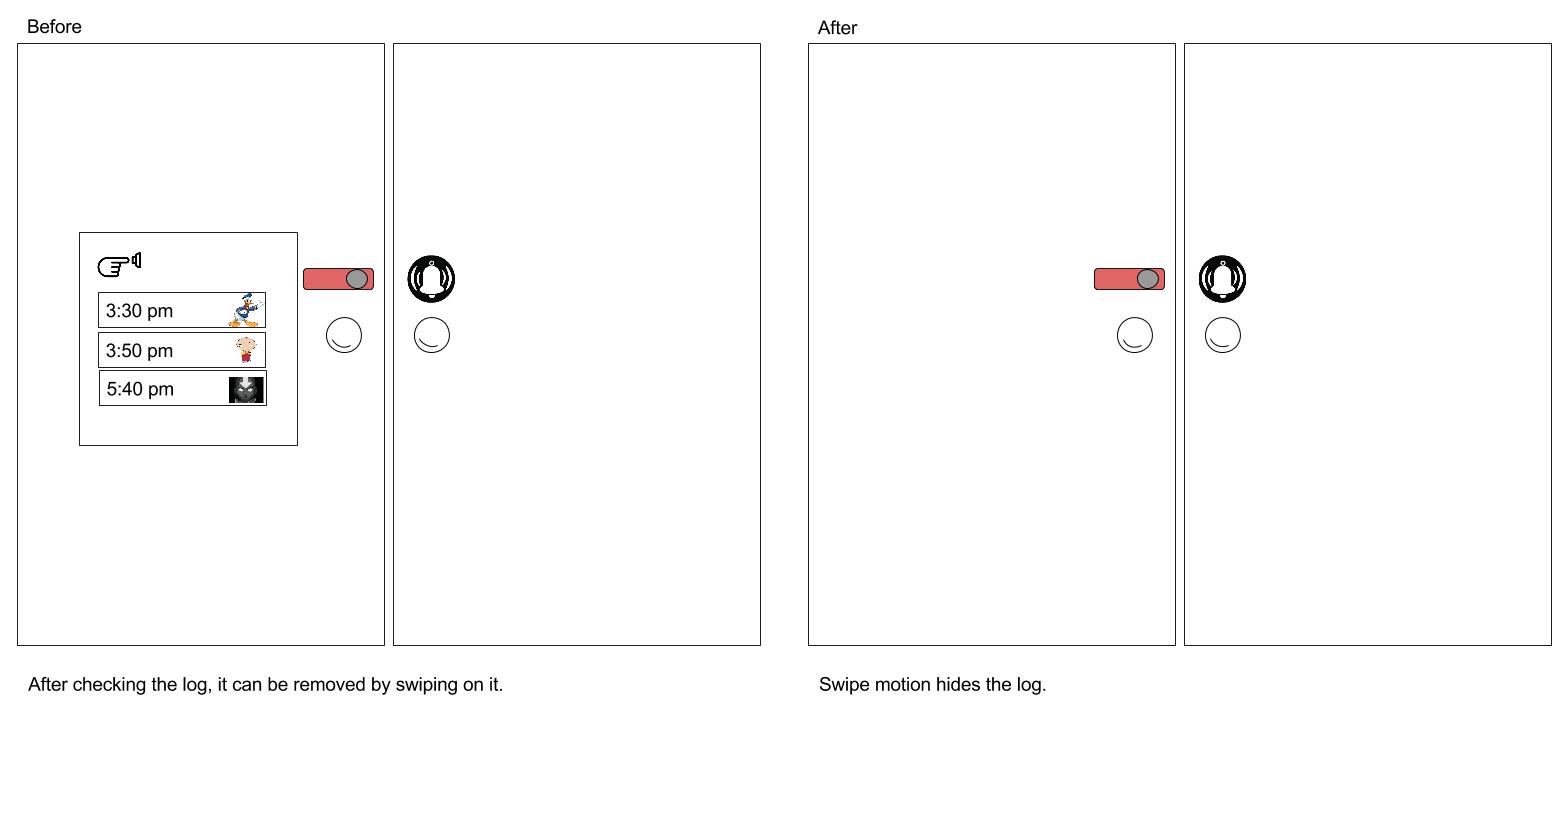 Before
After
3:30 pm
3:50 pm
5:40 pm
After checking the log, it can be removed by swiping on it.
Swipe motion hides the log.